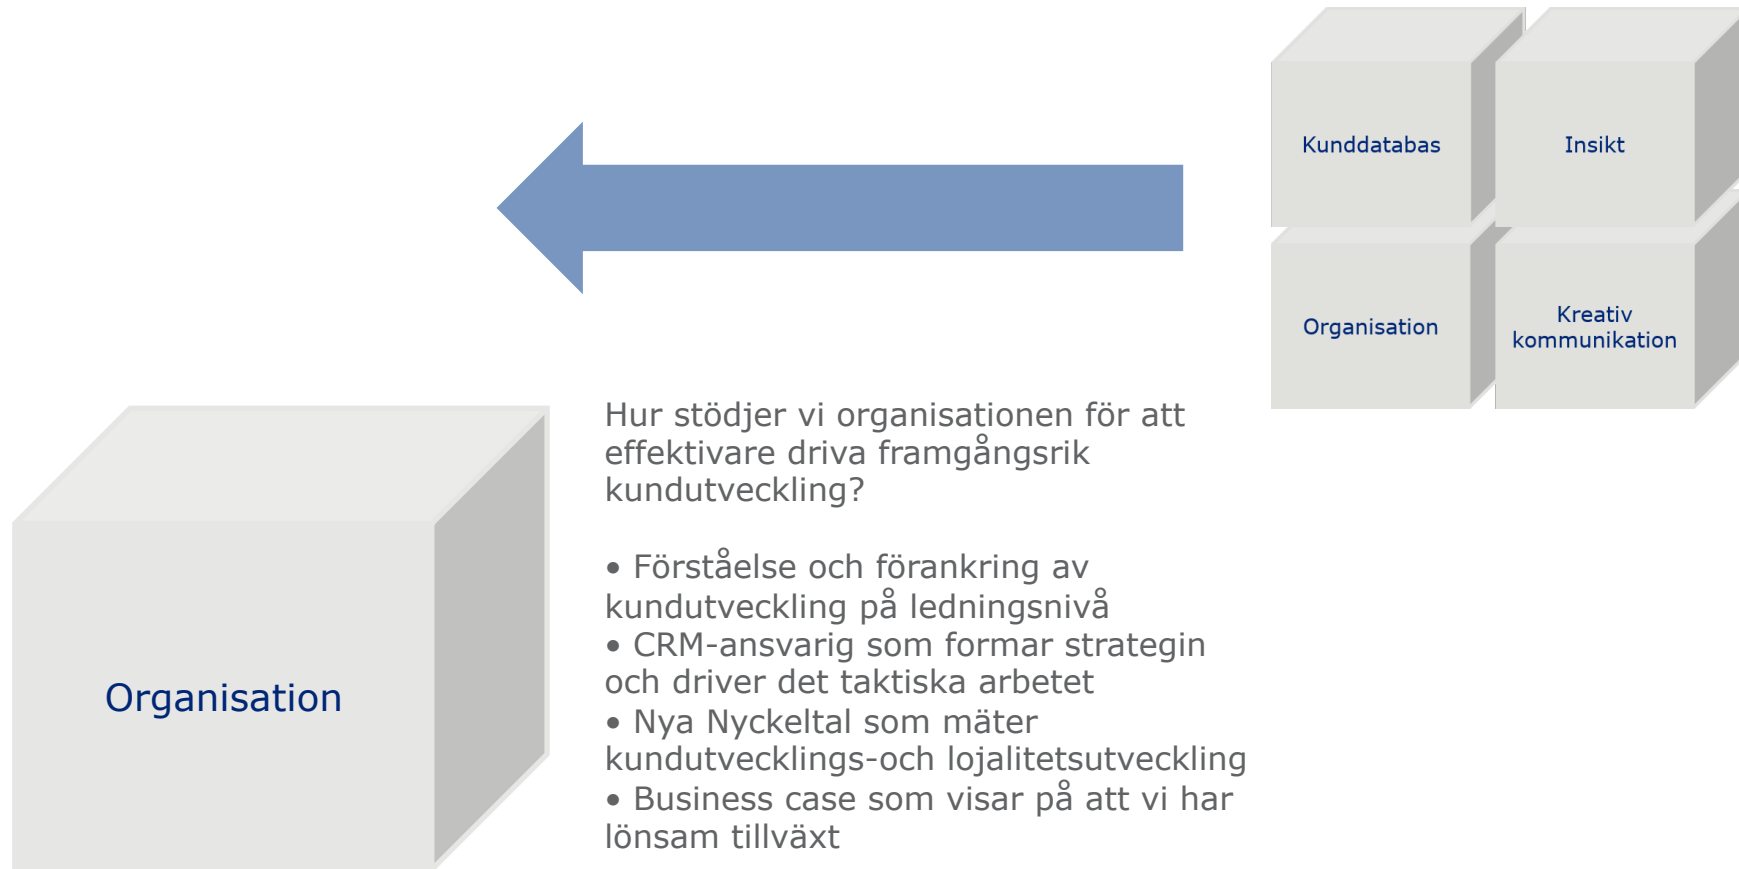 Kunddatabas
Insikt
Organisation
Kreativ
kommunikation
Organisation
Hur stödjer vi organisationen för att
effektivare driva framgångsrik
kundutveckling?
• Förståelse och förankring av
kundutveckling på ledningsnivå
• CRM-ansvarig som formar strategin
och driver det taktiska arbetet
• Nya Nyckeltal som mäter
kundutvecklings-och lojalitetsutveckling
• Business case som visar på att vi har
lönsam tillväxt